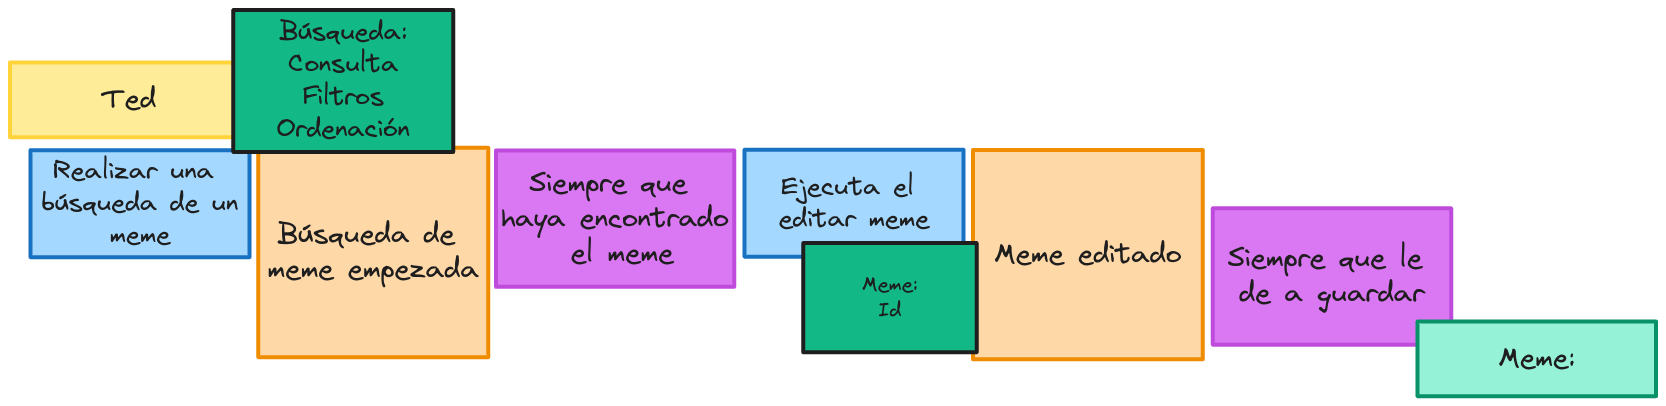 Ted
Búsqueda:
Consulta
Filtros
Ordenación
Realizar una
búsqueda de un
meme
Búsqueda de
meme empezada
Siempre que
haya encontrado
el meme
Ejecuta el
editar meme
Meme:
Id
Meme editado
Siempre que le
de a guardar
Meme: